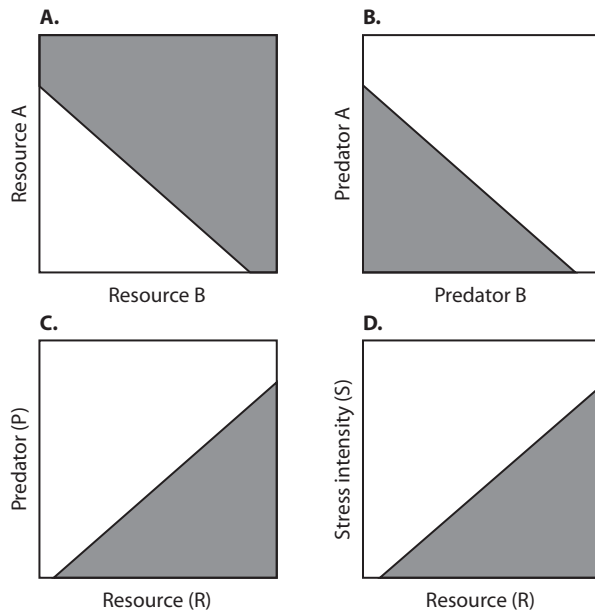 A.
Resource A
Resource B
B.
Predator A
Predator B
C.
Predator (P)
Resource (R)
D.
Stress intensity (S)
Resource (R)